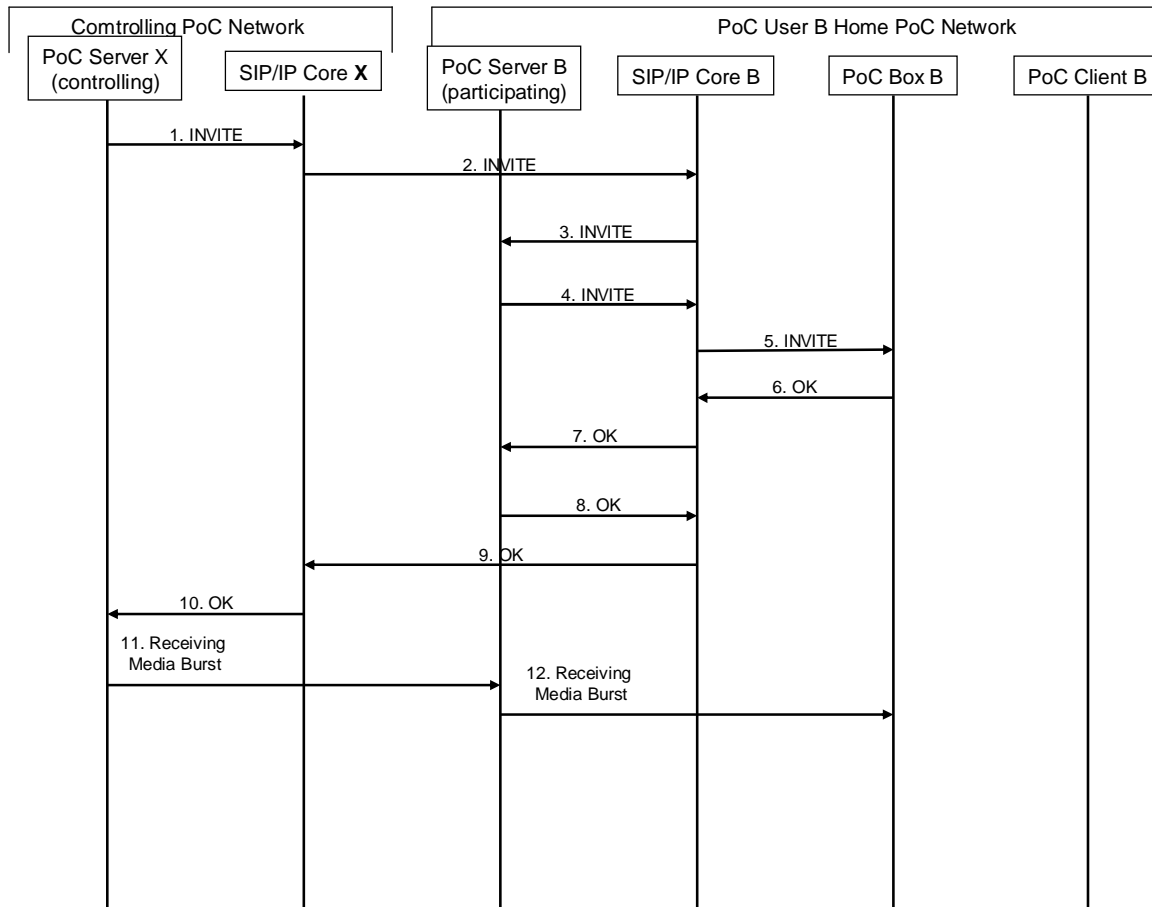 Comtrolling PoC Network
PoC User B Home PoC Network
PoC Server X
(controlling)
SIP/IP Core X
PoC Server B
(participating)
SIP/IP Core B
PoC Box B
PoC Client B
1. INVITE
2. INVITE
3. INVITE
4. INVITE
5. INVITE
6. OK
7. OK
8. OK
9. OK
10. OK
11. Receiving
Media Burst
12. Receiving
Media Burst